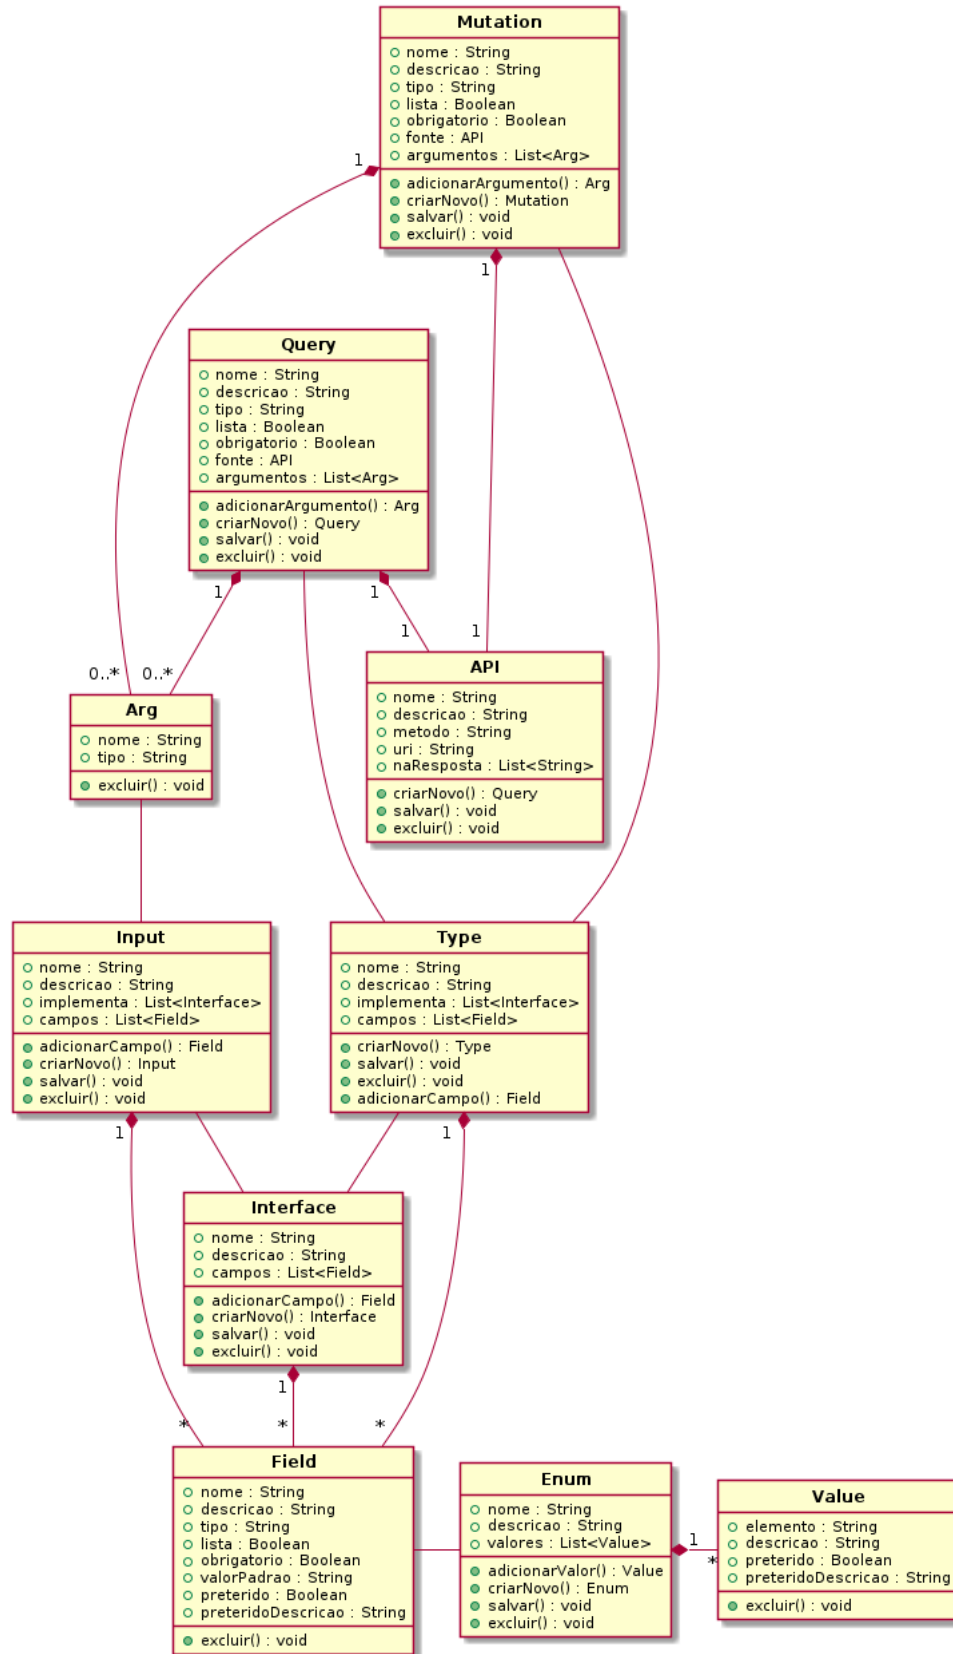 Mutation
nome : String
descricao : String
tipo : String
lista : Boolean
obrigatorio : Boolean
fonte : API
argumentos : List<Arg>
adicionarArgumento() : Arg
criarNovo() : Mutation
salvar() : void
excluir() : void
1
1
Query
nome : String
descricao : String
tipo : String
lista : Boolean
obrigatorio : Boolean
fonte : API
argumentos : List<Arg>
adicionarArgumento() : Arg
criarNovo() : Query
salvar() : void
excluir() : void
1
1
1
1
0..*
0..*
API
nome : String
descricao : String
metodo : String
uri : String
naResposta : List<String>
criarNovo() : Query
salvar() : void
excluir() : void
Arg
nome : String
tipo : String
excluir() : void
Input
nome : String
descricao : String
implementa : List<Interface>
campos : List<Field>
adicionarCampo() : Field
criarNovo() : Input
salvar() : void
excluir() : void
1
Type
nome : String
descricao : String
implementa : List<Interface>
campos : List<Field>
criarNovo() : Type
salvar() : void
excluir() : void
adicionarCampo() : Field
1
Interface
nome : String
descricao : String
campos : List<Field>
adicionarCampo() : Field
criarNovo() : Interface
salvar() : void
excluir() : void
1
*
*
*
Field
nome : String
descricao : String
tipo : String
lista : Boolean
obrigatorio : Boolean
valorPadrao : String
preterido : Boolean
preteridoDescricao : String
excluir() : void
Enum
nome : String
descricao : String
valores : List<Value>
adicionarValor() : Value
criarNovo() : Enum
salvar() : void
excluir() : void
1
*
Value
elemento : String
descricao : String
preterido : Boolean
preteridoDescricao : String
excluir() : void